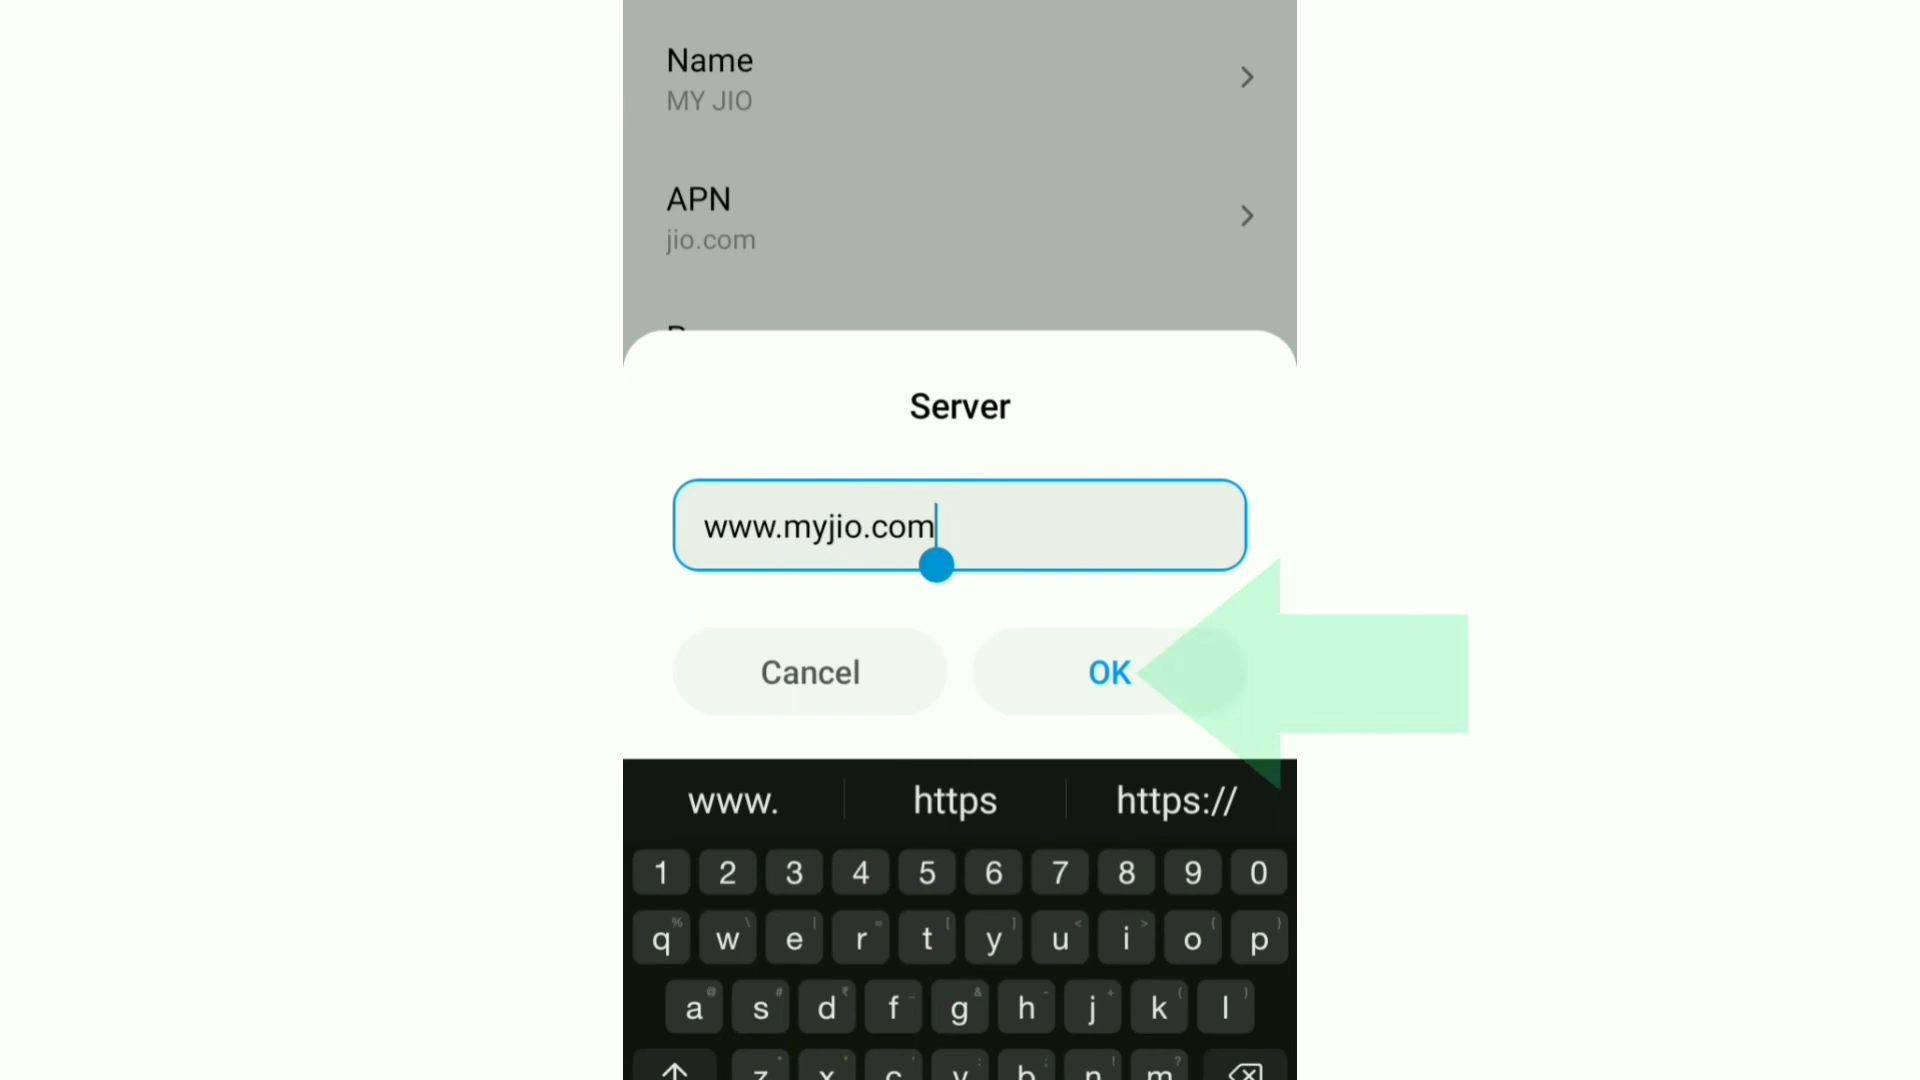 Name
MY JIO
APN
jio.com
Server
www.myjio.com
Cancel OK
www. https https://
1 2 3 4 5 6 7 8 9 0
q w e r t y u i o p
a s d f g h j k l
z x c v b n m